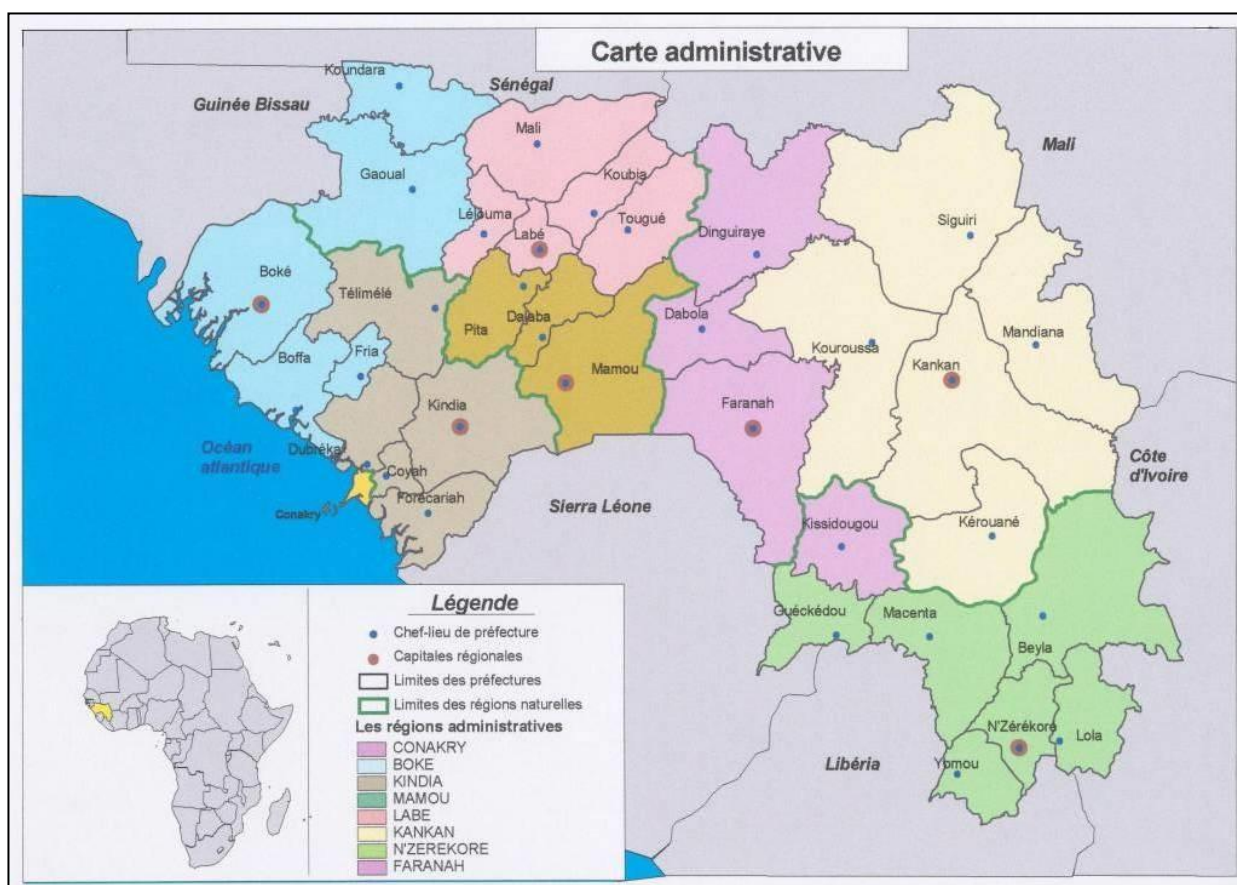 Carte administrative
Koundara
Sénégal
Guinée Bissau
Mali
Mali
Gaoual
Koubia
Lélouma
Tougué
Labé
Siguiri
Dinguiraye
Boké
Télimélé
Pita
Dalaba
Dabola
Mandiana
Kouroussa
Boffa
Fria
Mamou
Kankan
Kindia
Faranah
Océan
atlantique
Dubréka
Coyah
Côte
d'Ivoire
Forécariah
Conakry
Sierra Léone
Kissidougou
Kérouané
Guéckédou
Macenta
Beyla
N'Zérékore
Lola
Yomou
Libéria
Légende
Chef-lieu de préfecture
Capitales régionales
Limites des préfectures
Limites des régions naturelles
Les régions administratives
CONAKRY
BOKE
KINDIA
MAMOU
LABE
KANKAN
N'ZEREKORE
FARANAH